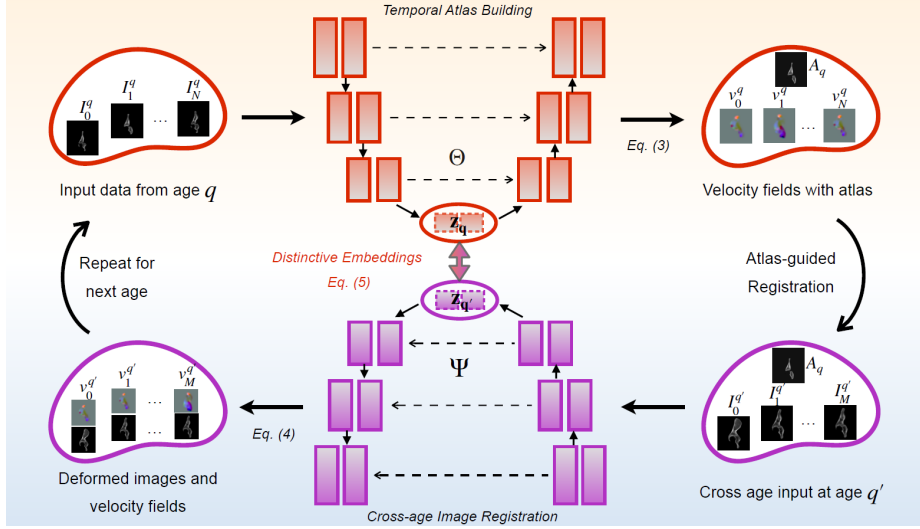 Temporal Atlas Building
I_0^q I_1^q … I_N^q
Input data from age q
Θ
z_q
Eq. (3)
A_q
v_0^q v_1^q … v_N^q
Velocity fields with atlas
Distinctive Embeddings
Eq. (5)
Repeat for
next age
Atlas-guided
Registration
z_q'
Ψ
v_0^q' v_1^q' v_M^q
… …
Eq. (4)
Deformed images and
velocity fields
A_q
I_0^q' I_1^q' … I_M^q'
Cross age input at age q'
Cross-age Image Registration